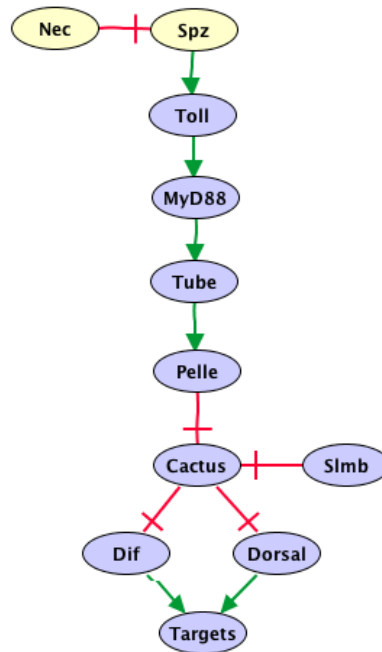 Nec Spz
Toll
MyD88
Tube
Pelle
Cactus Slmb
Dif Dorsal
Targets